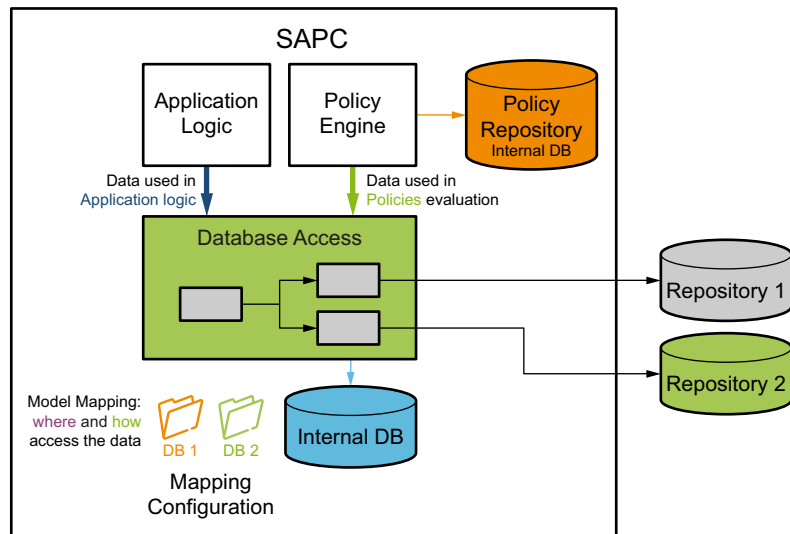 SAPC
Application
Logic
Policy
Engine
Policy
Repository
Internal DB
Data used in
Application logic
Data used in
Policies evaluation
Database Access
Repository 1
Repository 2
Model Mapping:
where and how
access the data
DB 1
DB 2
Internal DB
Mapping
Configuration